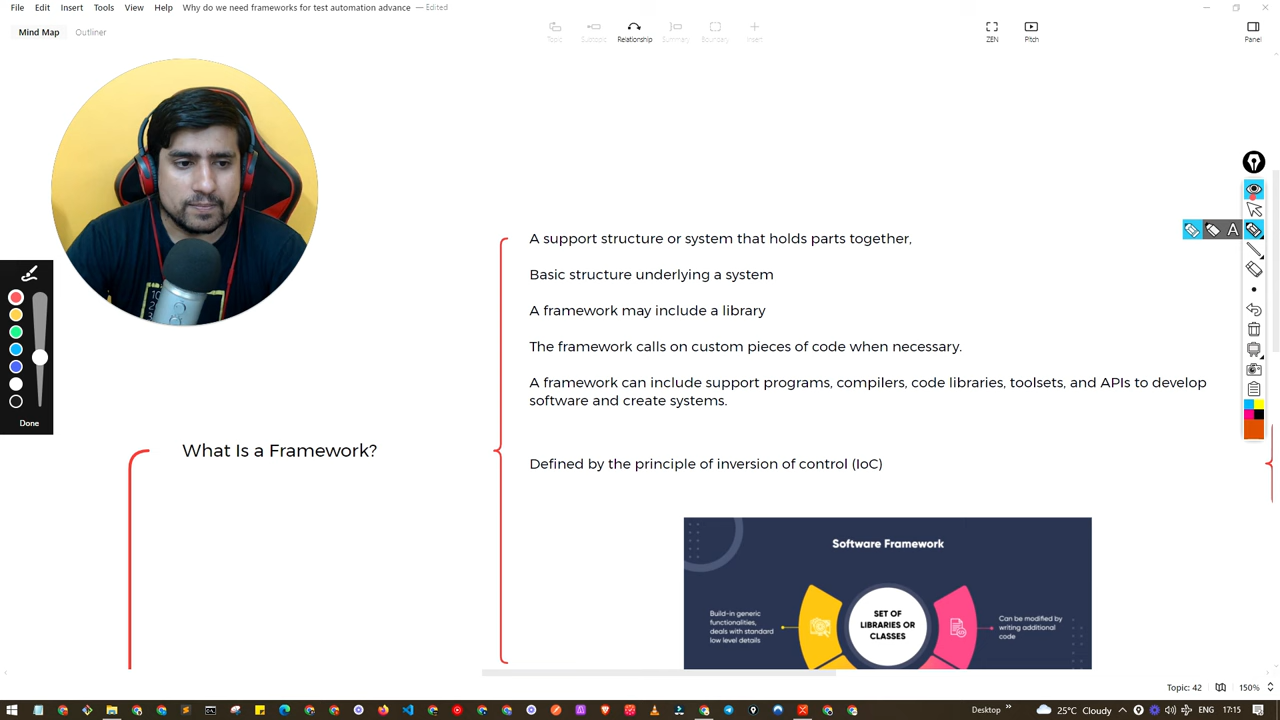 File Edit Insert Tools View Help Why do we need frameworks for test automation advance — Edited
Mind Map Outliner
Topic Subtopic Relationship Summary Boundary Insert ZEN Pitch Panel
A support structure or system that holds parts together,
Basic structure underlying a system
A framework may include a library
The framework calls on custom pieces of code when necessary.
A framework can include support programs, compilers, code libraries, toolsets, and APIs to develop
software and create systems.
Done
What Is a Framework?
Defined by the principle of inversion of control (IoC)
Software Framework
Build-in generic
functionalities,
deals with standard
low level details
SET OF
LIBRARIES OR
CLASSES
Can be modified by
writing additional
code
Topic: 42 150%
Desktop 25°C Cloudy ENG 17:15